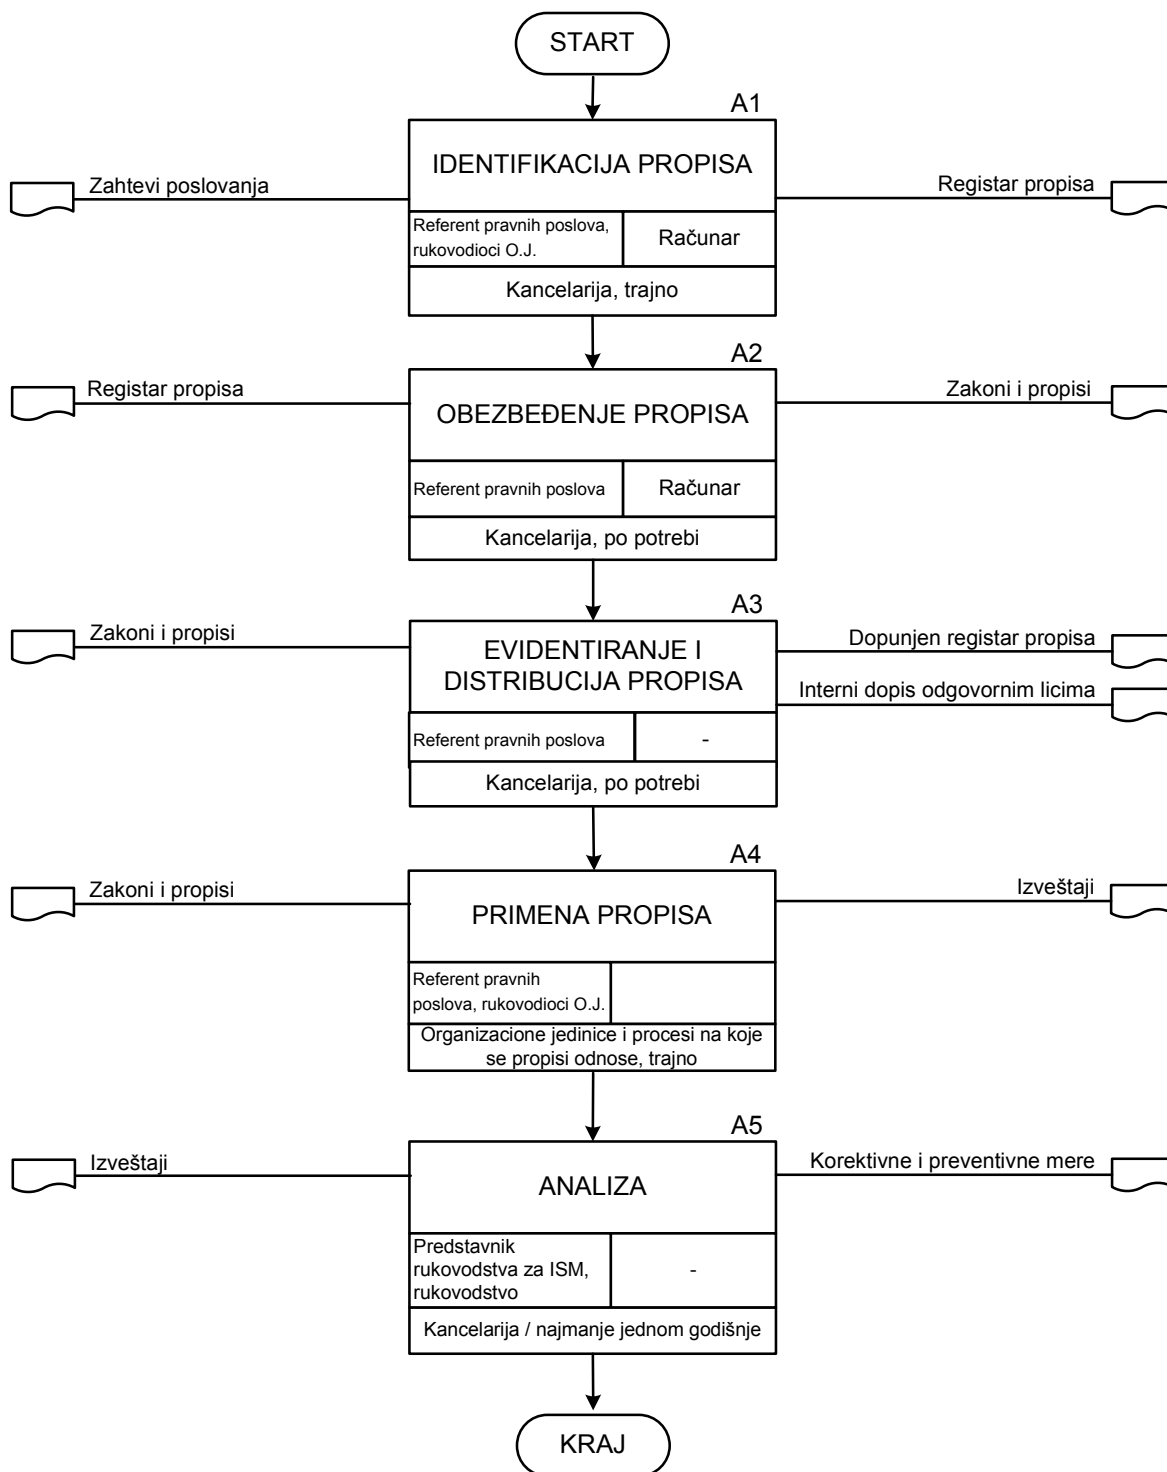 START
A1
IDENTIFIKACIJA PROPISA
Zahtevi poslovanja
Registar propisa
Referent pravnih poslova,
rukovodioci O.J.
Računar
Kancelarija, trajno
A2
Registar propisa
Zakoni i propisi
OBEZBEĐENJE PROPISA
Referent pravnih poslova
Računar
Kancelarija, po potrebi
A3
Zakoni i propisi
Dopunjen registar propisa
EVIDENTIRANJE I
DISTRIBUCIJA PROPISA
Interni dopis odgovornim licima
Referent pravnih poslova
-
Kancelarija, po potrebi
A4
Zakoni i propisi
Izveštaji
PRIMENA PROPISA
Referent pravnih
poslova, rukovodioci O.J.
Organizacione jedinice i procesi na koje
se propisi odnose, trajno
A5
Izveštaji
Korektivne i preventivne mere
ANALIZA
Predstavnik
rukovodstva za ISM,
rukovodstvo
-
Kancelarija / najmanje jednom godišnje
KRAJ